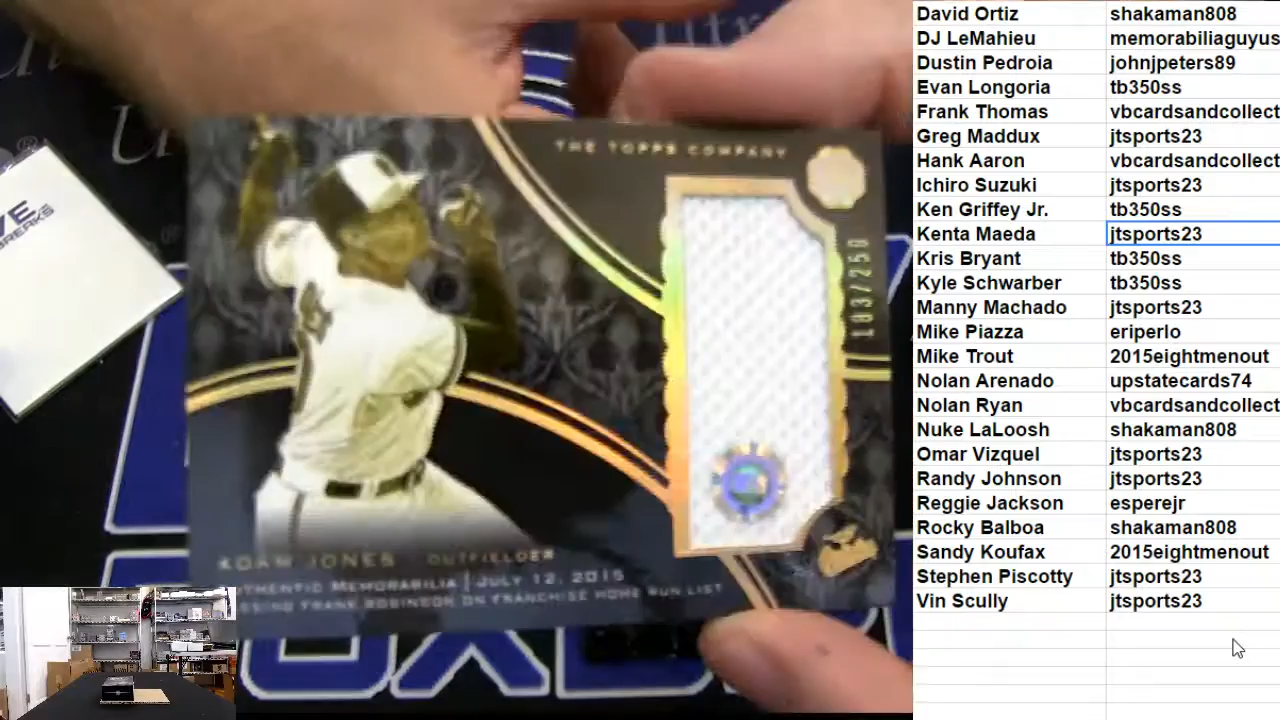 THE TOPPS COMPANY
183/250
ADAM JONES OUTFIELDER
AUTHENTIC MEMORABILIA | JULY 12, 2015
FRANK ROBINSON ON FRANCHISE HOME RUN LIST
VE
BREAKS
David Ortiz shakaman808
DJ LeMahieu memorabiliaguyus
Dustin Pedroia johnjpeters89
Evan Longoria tb350ss
Frank Thomas vbcardsandcollect
Greg Maddux jtsports23
Hank Aaron vbcardsandcollect
Ichiro Suzuki jtsports23
Ken Griffey Jr. tb350ss
Kenta Maeda jtsports23
Kris Bryant tb350ss
Kyle Schwarber tb350ss
Manny Machado jtsports23
Mike Piazza eriperlo
Mike Trout 2015eightmenout
Nolan Arenado upstatecards74
Nolan Ryan vbcardsandcollect
Nuke LaLoosh shakaman808
Omar Vizquel jtsports23
Randy Johnson jtsports23
Reggie Jackson esperejr
Rocky Balboa shakaman808
Sandy Koufax 2015eightmenout
Stephen Piscotty jtsports23
Vin Scully jtsports23